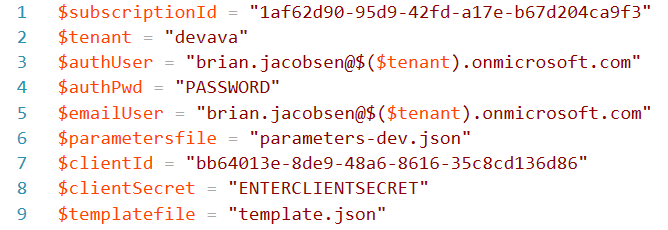 1 $subscriptionId = "1af62d90-95d9-42fd-a17e-b67d204ca9f3"
2 $tenant = "devava"
3 $authUser = "brian.jacobsen@$($tenant).onmicrosoft.com"
4 $authPwd = "PASSWORD"
5 $emailUser = "brian.jacobsen@$($tenant).onmicrosoft.com"
6 $parametersfile = "parameters-dev.json"
7 $clientId = "bb64013e-8de9-48a6-8616-35c8cd136d86"
8 $clientSecret = "ENTERCLIENTSECRET"
9 $templatefile = "template.json"